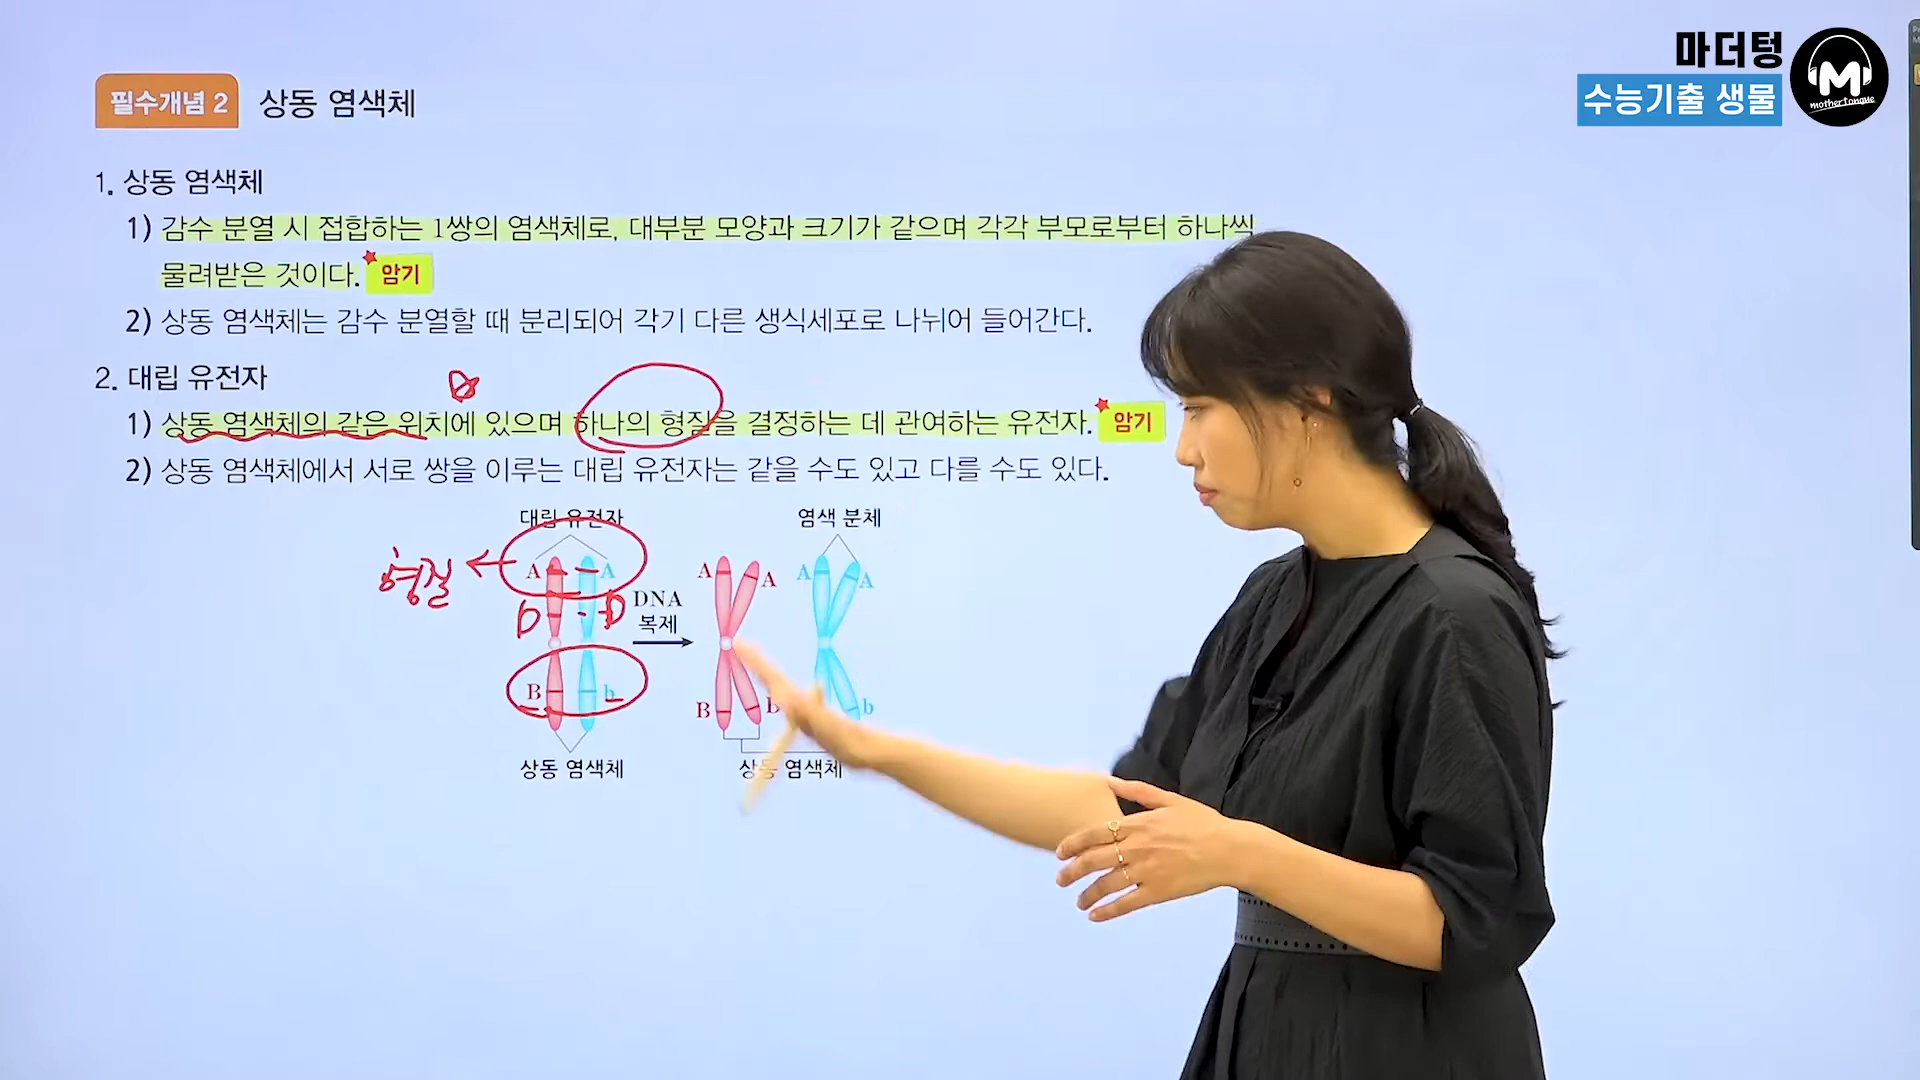 마더텅
수능기출 생물
M
mothertongue
필수개념 2 상동 염색체
1. 상동 염색체
1) 감수 분열 시 접합하는 1쌍의 염색체로, 대부분 모양과 크기가 같으며 각각 부모로부터 하나씩
물려받은 것이다. 암기
2) 상동 염색체는 감수 분열할 때 분리되어 각기 다른 생식세포로 나뉘어 들어간다.
2. 대립 유전자
1) 상동 염색체의 같은 위치에 있으며 하나의 형질을 결정하는 데 관여하는 유전자. 암기
2) 상동 염색체에서 서로 쌍을 이루는 대립 유전자는 같을 수도 있고 다를 수도 있다.
대립 유전자
염색 분체
형질
A A
D D
B b
DNA
복제
A A A A
B B b
상동 염색체
상동 염색체